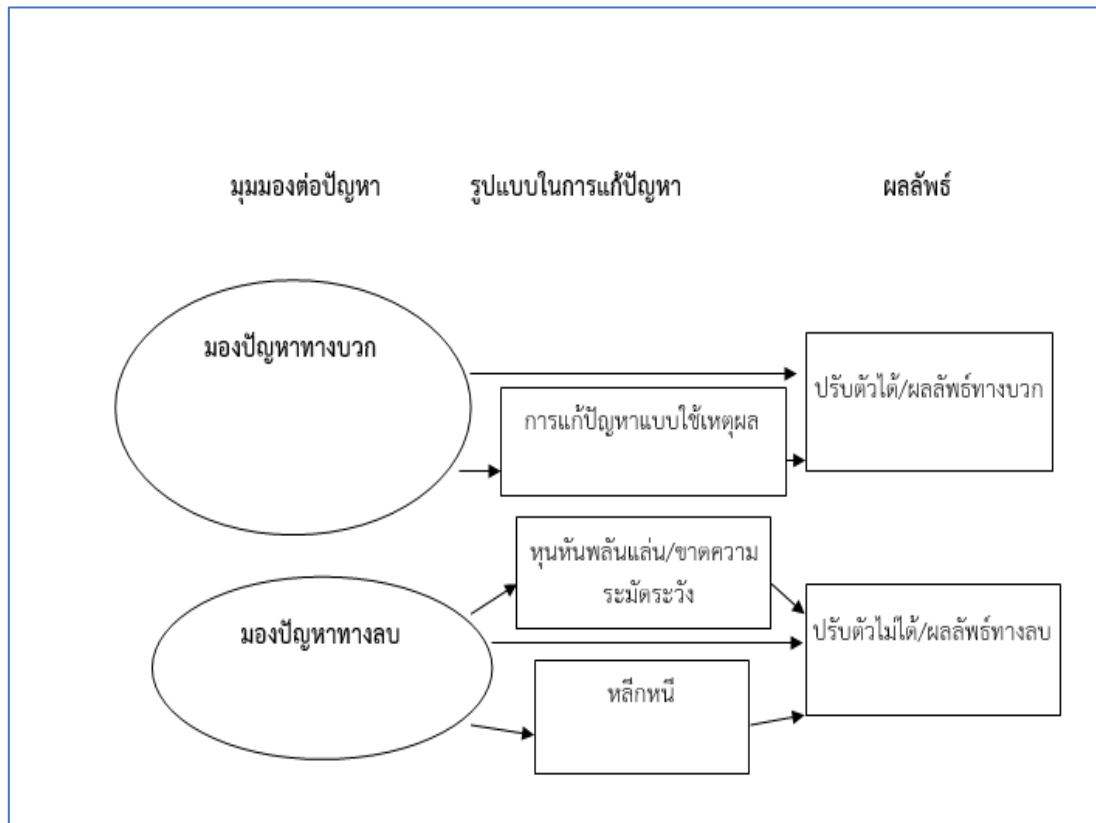 มุมมองต่อปัญหา
รูปแบบในการแก้ปัญหา
ผลลัพธ์
มองปัญหาทางบวก
การแก้ปัญหาแบบใช้เหตุผล
ปรับตัวได้/ผลลัพธ์ทางบวก
หุนหันพลันแล่น/ขาดความ
ระมัดระวัง
มองปัญหาทางลบ
ปรับตัวไม่ได้/ผลลัพธ์ทางลบ
หลีกหนี